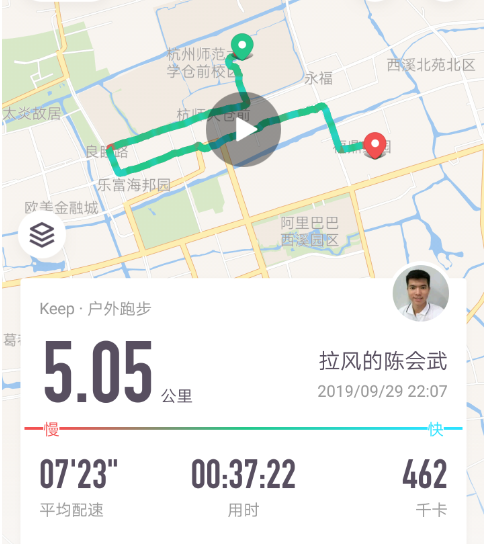 杭州师范大
学仓前校区
永福
西溪北苑北区
太炎故居
杭师大仓前
良睦路
乐富海邦园
欧美金融城
阿里巴巴
西溪园区
Keep · 户外跑步
5.05 公里
拉风的陈会武
2019/09/29 22:07
慢
快
07'23"
00:37:22
462
平均配速
用时
千卡